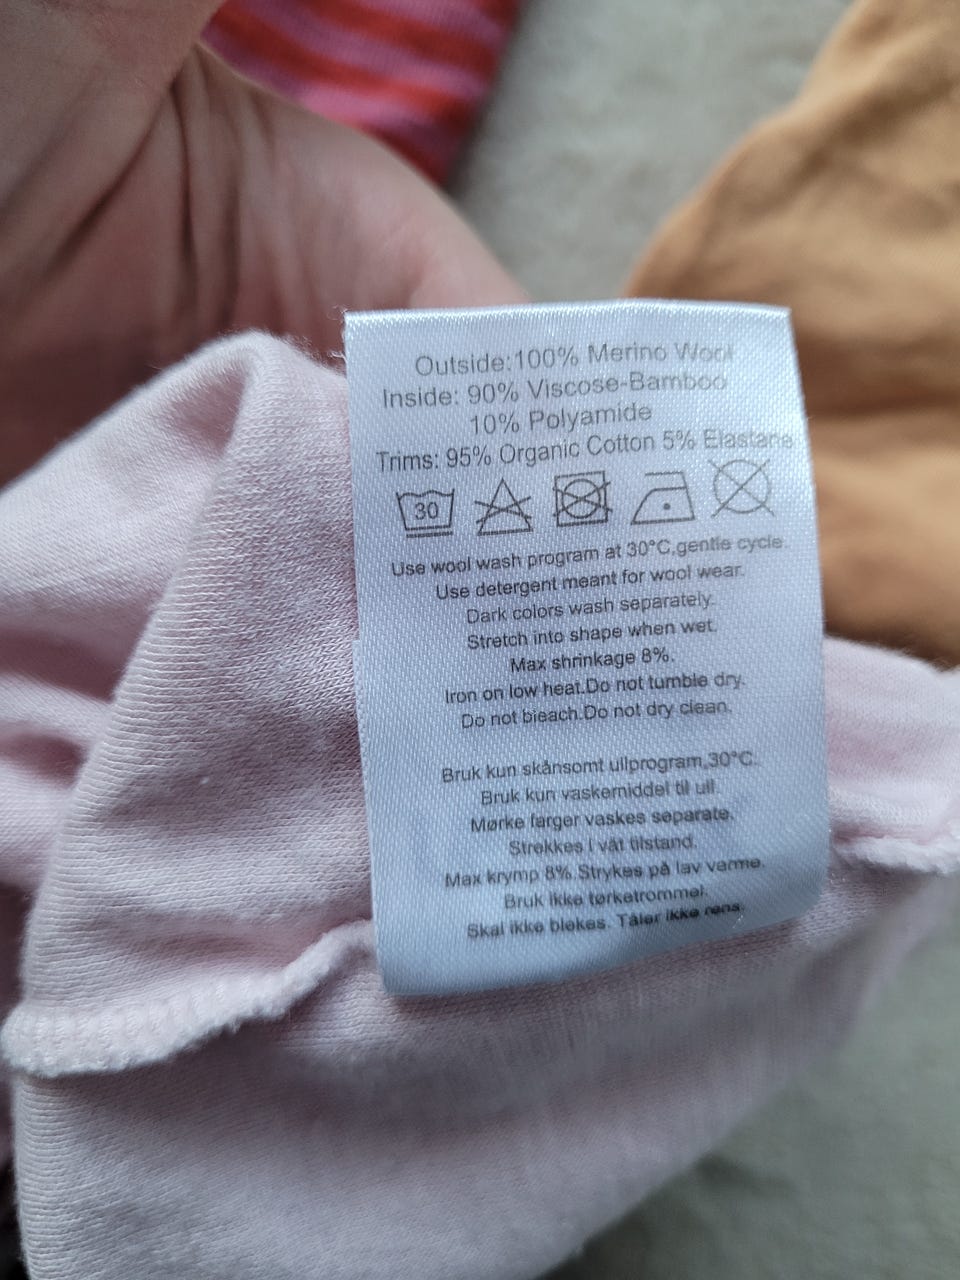 Outside:100% Merino Wool
Inside: 90% Viscose-Bamboo
10% Polyamide
Trims: 95% Organic Cotton 5% Elastane
30
Use wool wash program at 30°C,gentle cycle.
Use detergent meant for wool wear.
Dark colors wash separately.
Stretch into shape when wet.
Max shrinkage 8%.
Iron on low heat.Do not tumble dry.
Do not bleach.Do not dry clean.
Bruk kun skånsomt ullprogram,30°C.
Bruk kun vaskemiddel til ull.
Mørke farger vaskes separate.
Strekkes i våt tilstand.
Max krymp 8%.Strykes på lav varme.
Bruk ikke tørketrommel.
Skal ikke blekes. Tåler ikke rens.